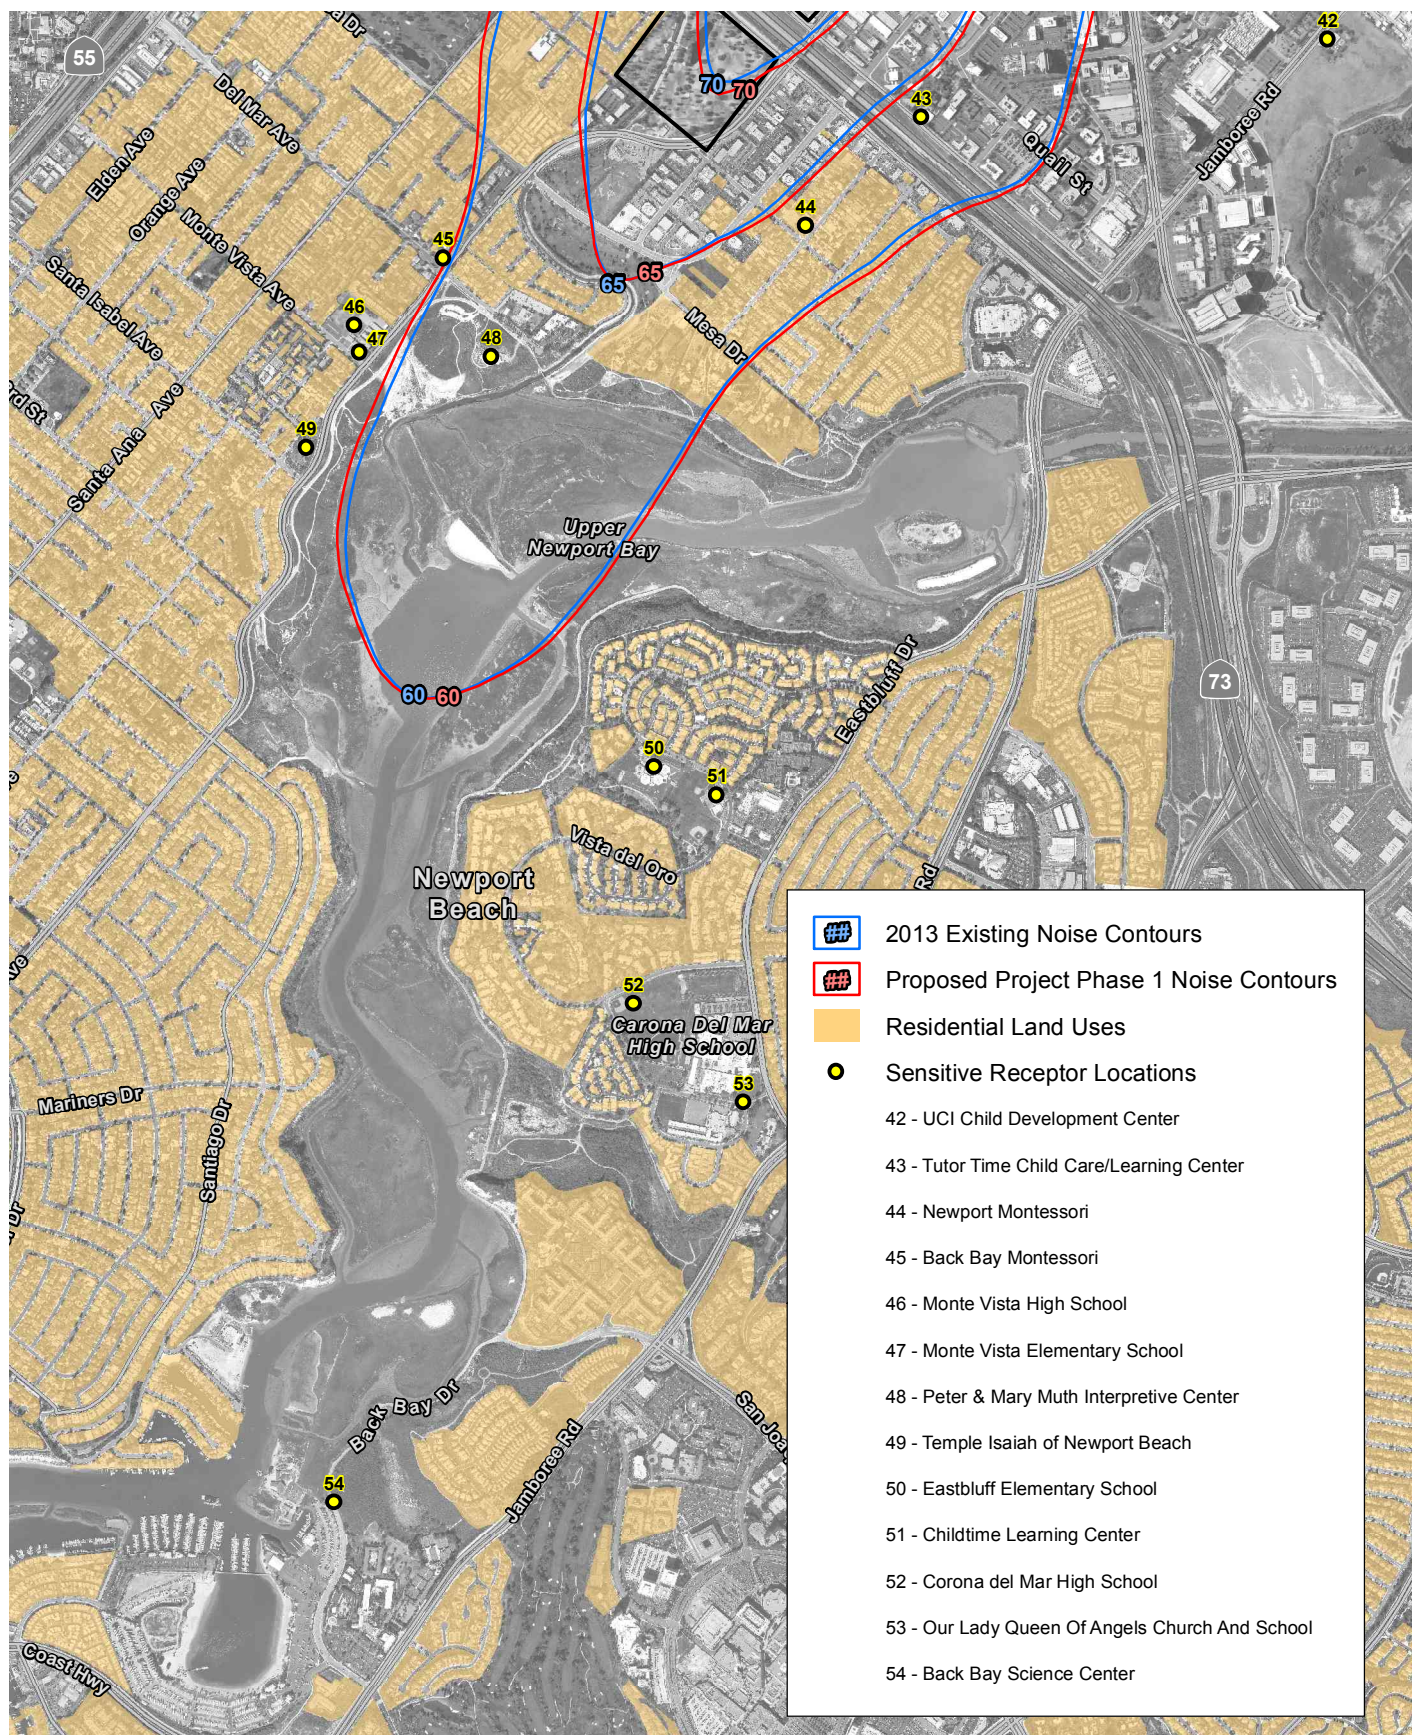 55
Del Mar Ave
Elden Ave
Orange Ave
Monte Vista Ave
Santa Isabel Ave
Santa Ana Ave
rd St
42
43
44
45
46
47
48
49
70
70
65
65
60
60
Quail St
Jamboree Rd
Mesa Dr
Upper
Newport Bay
Eastbluff Dr
73
50
51
Vista del Oro
Newport
Beach
Rd
52
Carona Del Mar
High School
53
Mariners Dr
Santiago Dr
Dr
Back Bay Dr
Jamboree Rd
San Joa
54
Coast Hwy
## 2013 Existing Noise Contours
## Proposed Project Phase 1 Noise Contours
Residential Land Uses
Sensitive Receptor Locations
42 - UCI Child Development Center
43 - Tutor Time Child Care/Learning Center
44 - Newport Montessori
45 - Back Bay Montessori
46 - Monte Vista High School
47 - Monte Vista Elementary School
48 - Peter & Mary Muth Interpretive Center
49 - Temple Isaiah of Newport Beach
50 - Eastbluff Elementary School
51 - Childtime Learning Center
52 - Corona del Mar High School
53 - Our Lady Queen Of Angels Church And School
54 - Back Bay Science Center